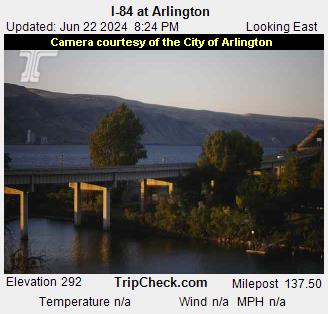 I-84 at Arlington
Updated: Jun 22 2024 8:24 PM Looking East
Camera courtesy of the City of Arlington
Elevation 292 TripCheck.com Milepost 137.50
Temperature n/a Wind n/a MPH n/a